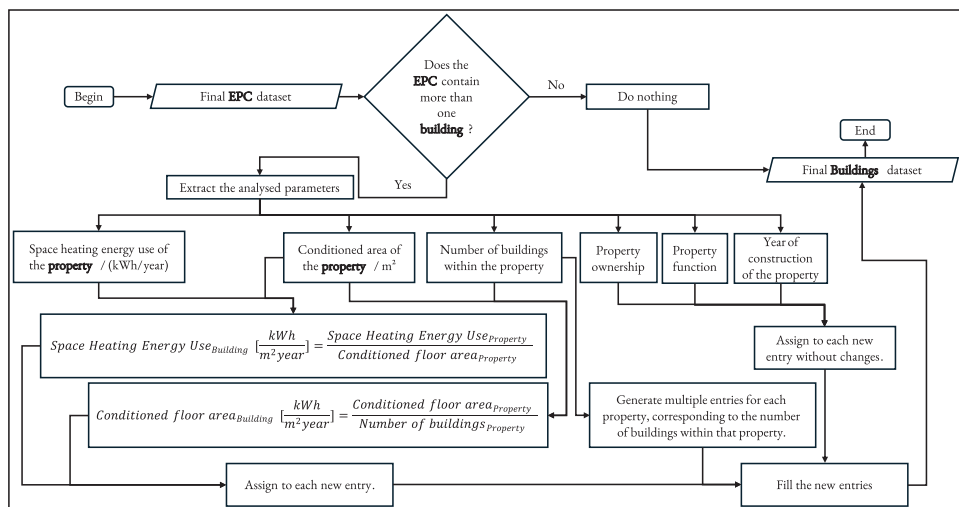 Begin
Final EPC dataset
Does the
EPC contain
more than
one
building ?
No
Do nothing
End
Final Buildings dataset
Yes
Extract the analysed parameters
Space heating energy use of
the property / (kWh/year)
Conditioned area of
the property / m²
Number of buildings
within the property
Property
ownership
Property
function
Year of
construction
of the property
Space Heating Energy Use_Building [kWh/m² year] = Space Heating Energy Use_Property / Conditioned floor area_Property
Assign to each new
entry without changes.
Conditioned floor area_Building [kWh/m² year] = Conditioned floor area_Property / Number of buildings_Property
Generate multiple entries for each
property, corresponding to the number
of buildings within that property.
Assign to each new entry.
Fill the new entries